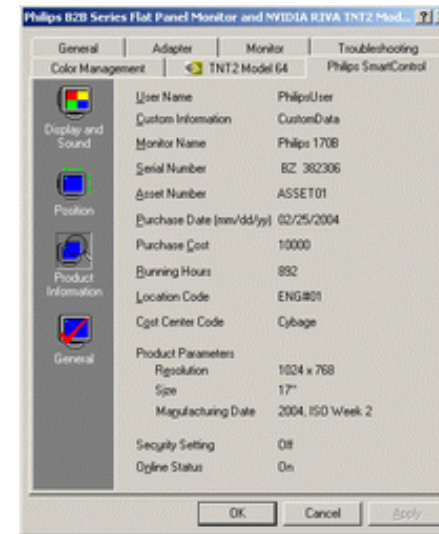 Philips B2B Series Flat Panel Monitor and NVIDIA RIVA TNT2 Mod...
General Adapter Monitor Troubleshooting
Color Management TNT2 Model 64 Philips SmartControl
Display and Sound
Position
Product Information
General
User Name PhilipsUser
Custom Information CustomData
Monitor Name Philips 170B
Serial Number BZ 382306
Asset Number ASSET01
Purchase Date (mm/dd/yy) 02/25/2004
Purchase Cost 10000
Running Hours 892
Location Code ENG#01
Cost Center Code Cybage
Product Parameters
Resolution 1024 x 768
Size 17"
Manufacturing Date 2004, ISO Week 2
Security Setting Off
Online Status On
OK Cancel Apply